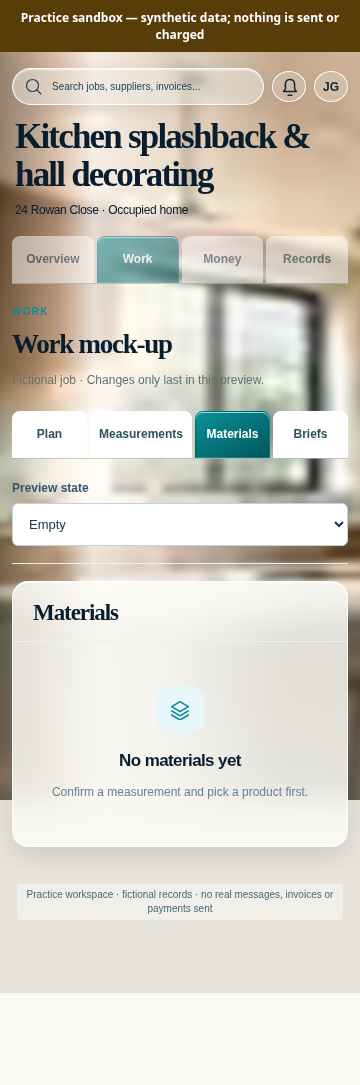 Practice sandbox — synthetic data; nothing is sent or
charged
Search jobs, suppliers, invoices...
JG
Kitchen splashback &
hall decorating
24 Rowan Close · Occupied home
Overview
Work
Money
Records
WORK
Work mock-up
Fictional job · Changes only last in this preview.
Plan
Measurements
Materials
Briefs
Preview state
Empty
Materials
No materials yet
Confirm a measurement and pick a product first.
Practice workspace · fictional records · no real messages, invoices or
payments sent